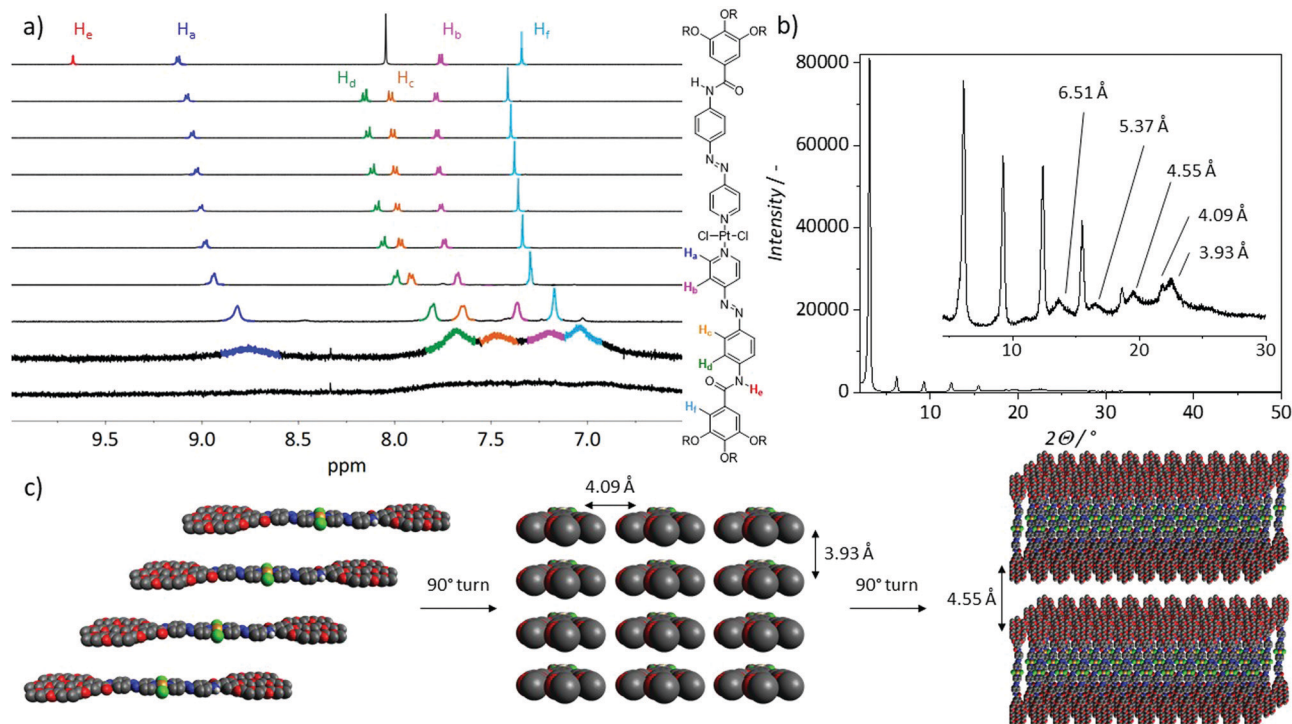 a)
He
Ha
Hb
Hf
Hd
Hc
9.5
9.0
8.5
8.0
7.5
7.0
ppm
OR
RO
OR
H
N
O
N
N
N
Cl
Pt
Cl
Ha
N
Hb
N
N
Hc
Hd
O
N
He
Hf
RO
OR
OR
b)
80000
60000
40000
20000
0
Intensity / -
6.51 Å
5.37 Å
4.55 Å
4.09 Å
3.93 Å
10
15
20
25
30
10
20
30
40
50
2Θ / °
c)
90° turn
4.09 Å
3.93 Å
90° turn
4.55 Å